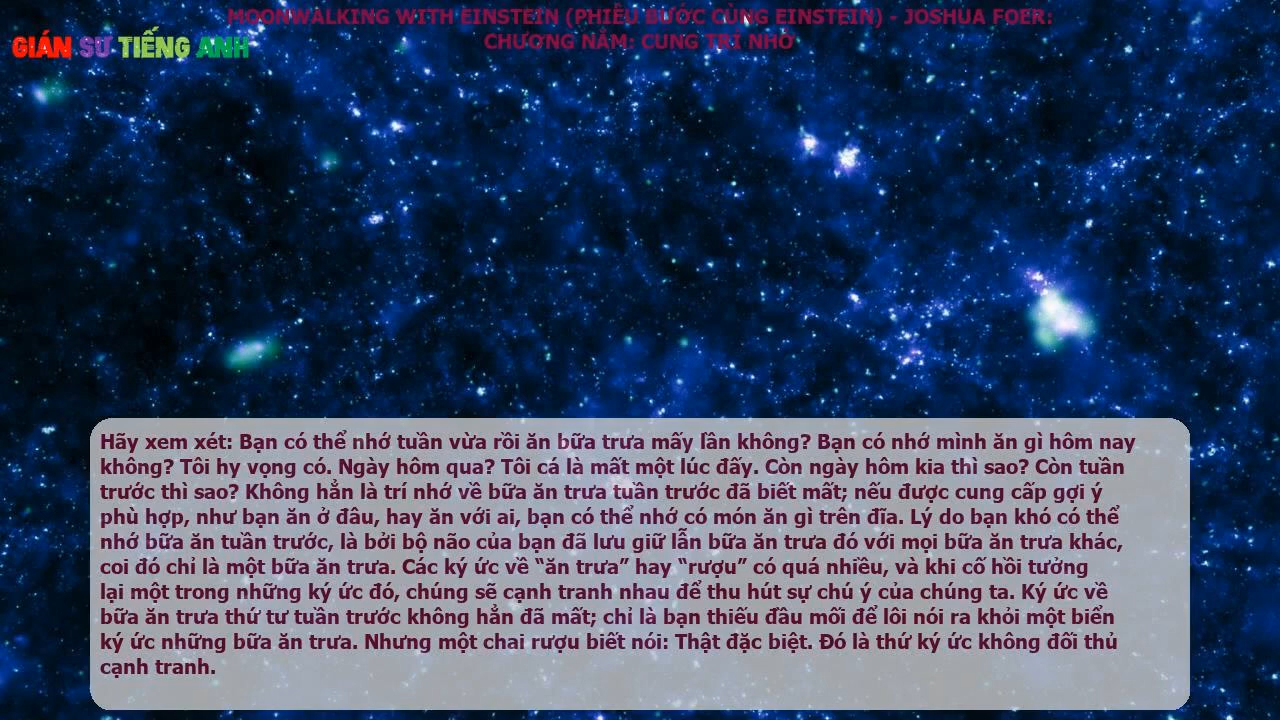 MOONWALKING WITH EINSTEIN (PHIÊU BƯỚC CÙNG EINSTEIN) - JOSHUA FOER:
CHƯƠNG NĂM: CUNG TRÍ NHỚ
GIÁN SƯ TIẾNG ANH
Hãy xem xét: Bạn có thể nhớ tuần vừa rồi ăn bữa trưa mấy lần không? Bạn có nhớ mình ăn gì hôm nay
không? Tôi hy vọng có. Ngày hôm qua? Tôi cá là mất một lúc đấy. Còn ngày hôm kia thì sao? Còn tuần
trước thì sao? Không hẳn là trí nhớ về bữa ăn trưa tuần trước đã biết mất; nếu được cung cấp gợi ý
phù hợp, như bạn ăn ở đâu, hay ăn với ai, bạn có thể nhớ có món ăn gì trên đĩa. Lý do bạn khó có thể
nhớ bữa ăn tuần trước, là bởi bộ não của bạn đã lưu giữ lẫn bữa ăn trưa đó với mọi bữa ăn trưa khác,
coi đó chỉ là một bữa ăn trưa. Các ký ức về “ăn trưa” hay “rượu” có quá nhiều, và khi cố hồi tưởng
lại một trong những ký ức đó, chúng sẽ cạnh tranh nhau để thu hút sự chú ý của chúng ta. Ký ức về
bữa ăn trưa thứ tư tuần trước không hẳn đã mất; chỉ là bạn thiếu đầu mối để lôi nói ra khỏi một biển
ký ức những bữa ăn trưa. Nhưng một chai rượu biết nói: Thật đặc biệt. Đó là thứ ký ức không đối thủ
cạnh tranh.